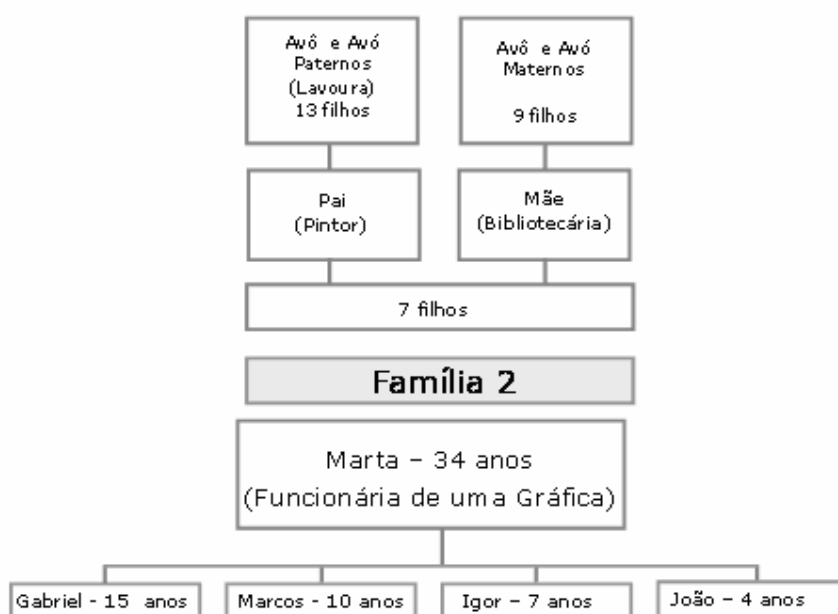 Avô e Avó
Paternos
(Lavoura)
13 filhos
Avô e Avó
Maternos
9 filhos
Pai
(Pintor)
Mãe
(Bibliotecária)
7 filhos
Família 2
Marta – 34 anos
(Funcionária de uma Gráfica)
Gabriel - 15 anos
Marcos - 10 anos
Igor – 7 anos
João – 4 anos